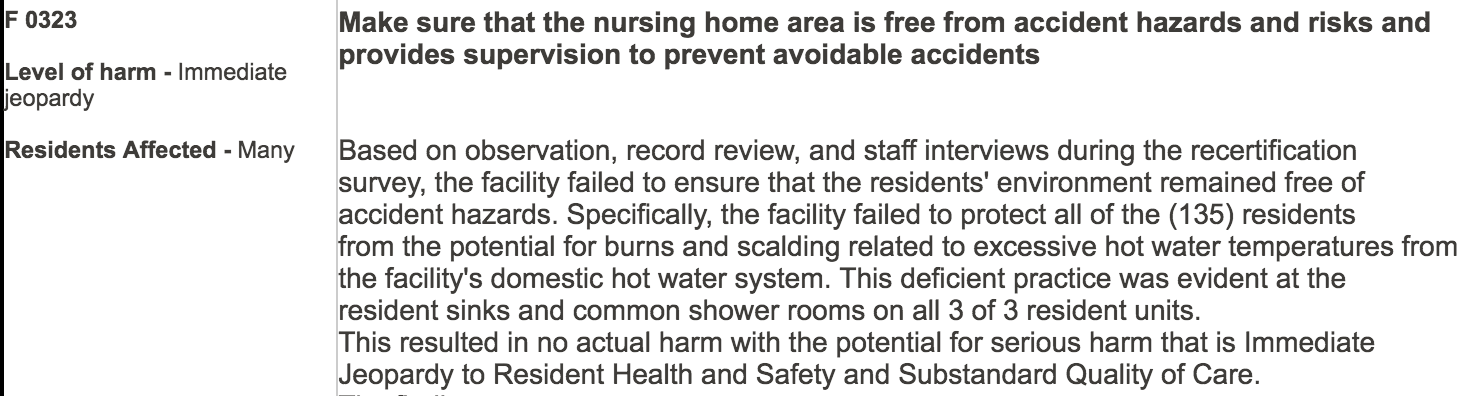 F 0323
Level of harm - Immediate
jeopardy
Residents Affected - Many
Make sure that the nursing home area is free from accident hazards and risks and
provides supervision to prevent avoidable accidents
Based on observation, record review, and staff interviews during the recertification
survey, the facility failed to ensure that the residents' environment remained free of
accident hazards. Specifically, the facility failed to protect all of the (135) residents
from the potential for burns and scalding related to excessive hot water temperatures from
the facility's domestic hot water system. This deficient practice was evident at the
resident sinks and common shower rooms on all 3 of 3 resident units.
This resulted in no actual harm with the potential for serious harm that is Immediate
Jeopardy to Resident Health and Safety and Substandard Quality of Care.